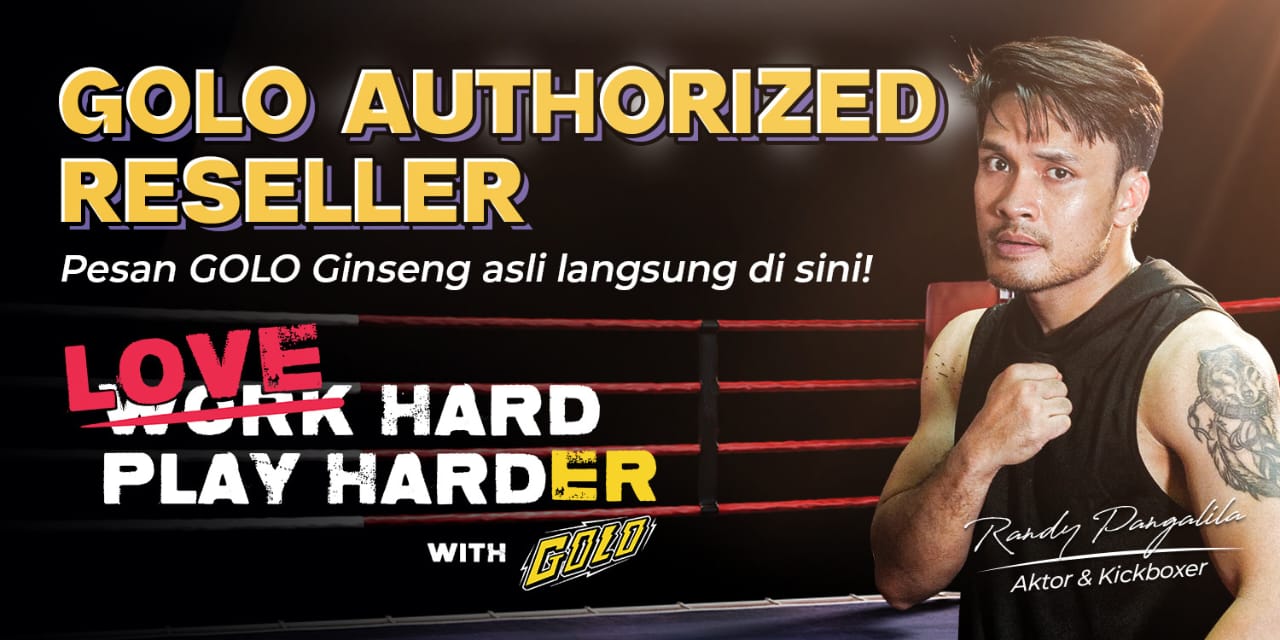 GOLO AUTHORIZED
RESELLER
Pesan GOLO Ginseng asli langsung di sini!
LOVE
WORK HARD
PLAY HARDER
WITH GOLO
Randy Pangalila
Aktor & Kickboxer